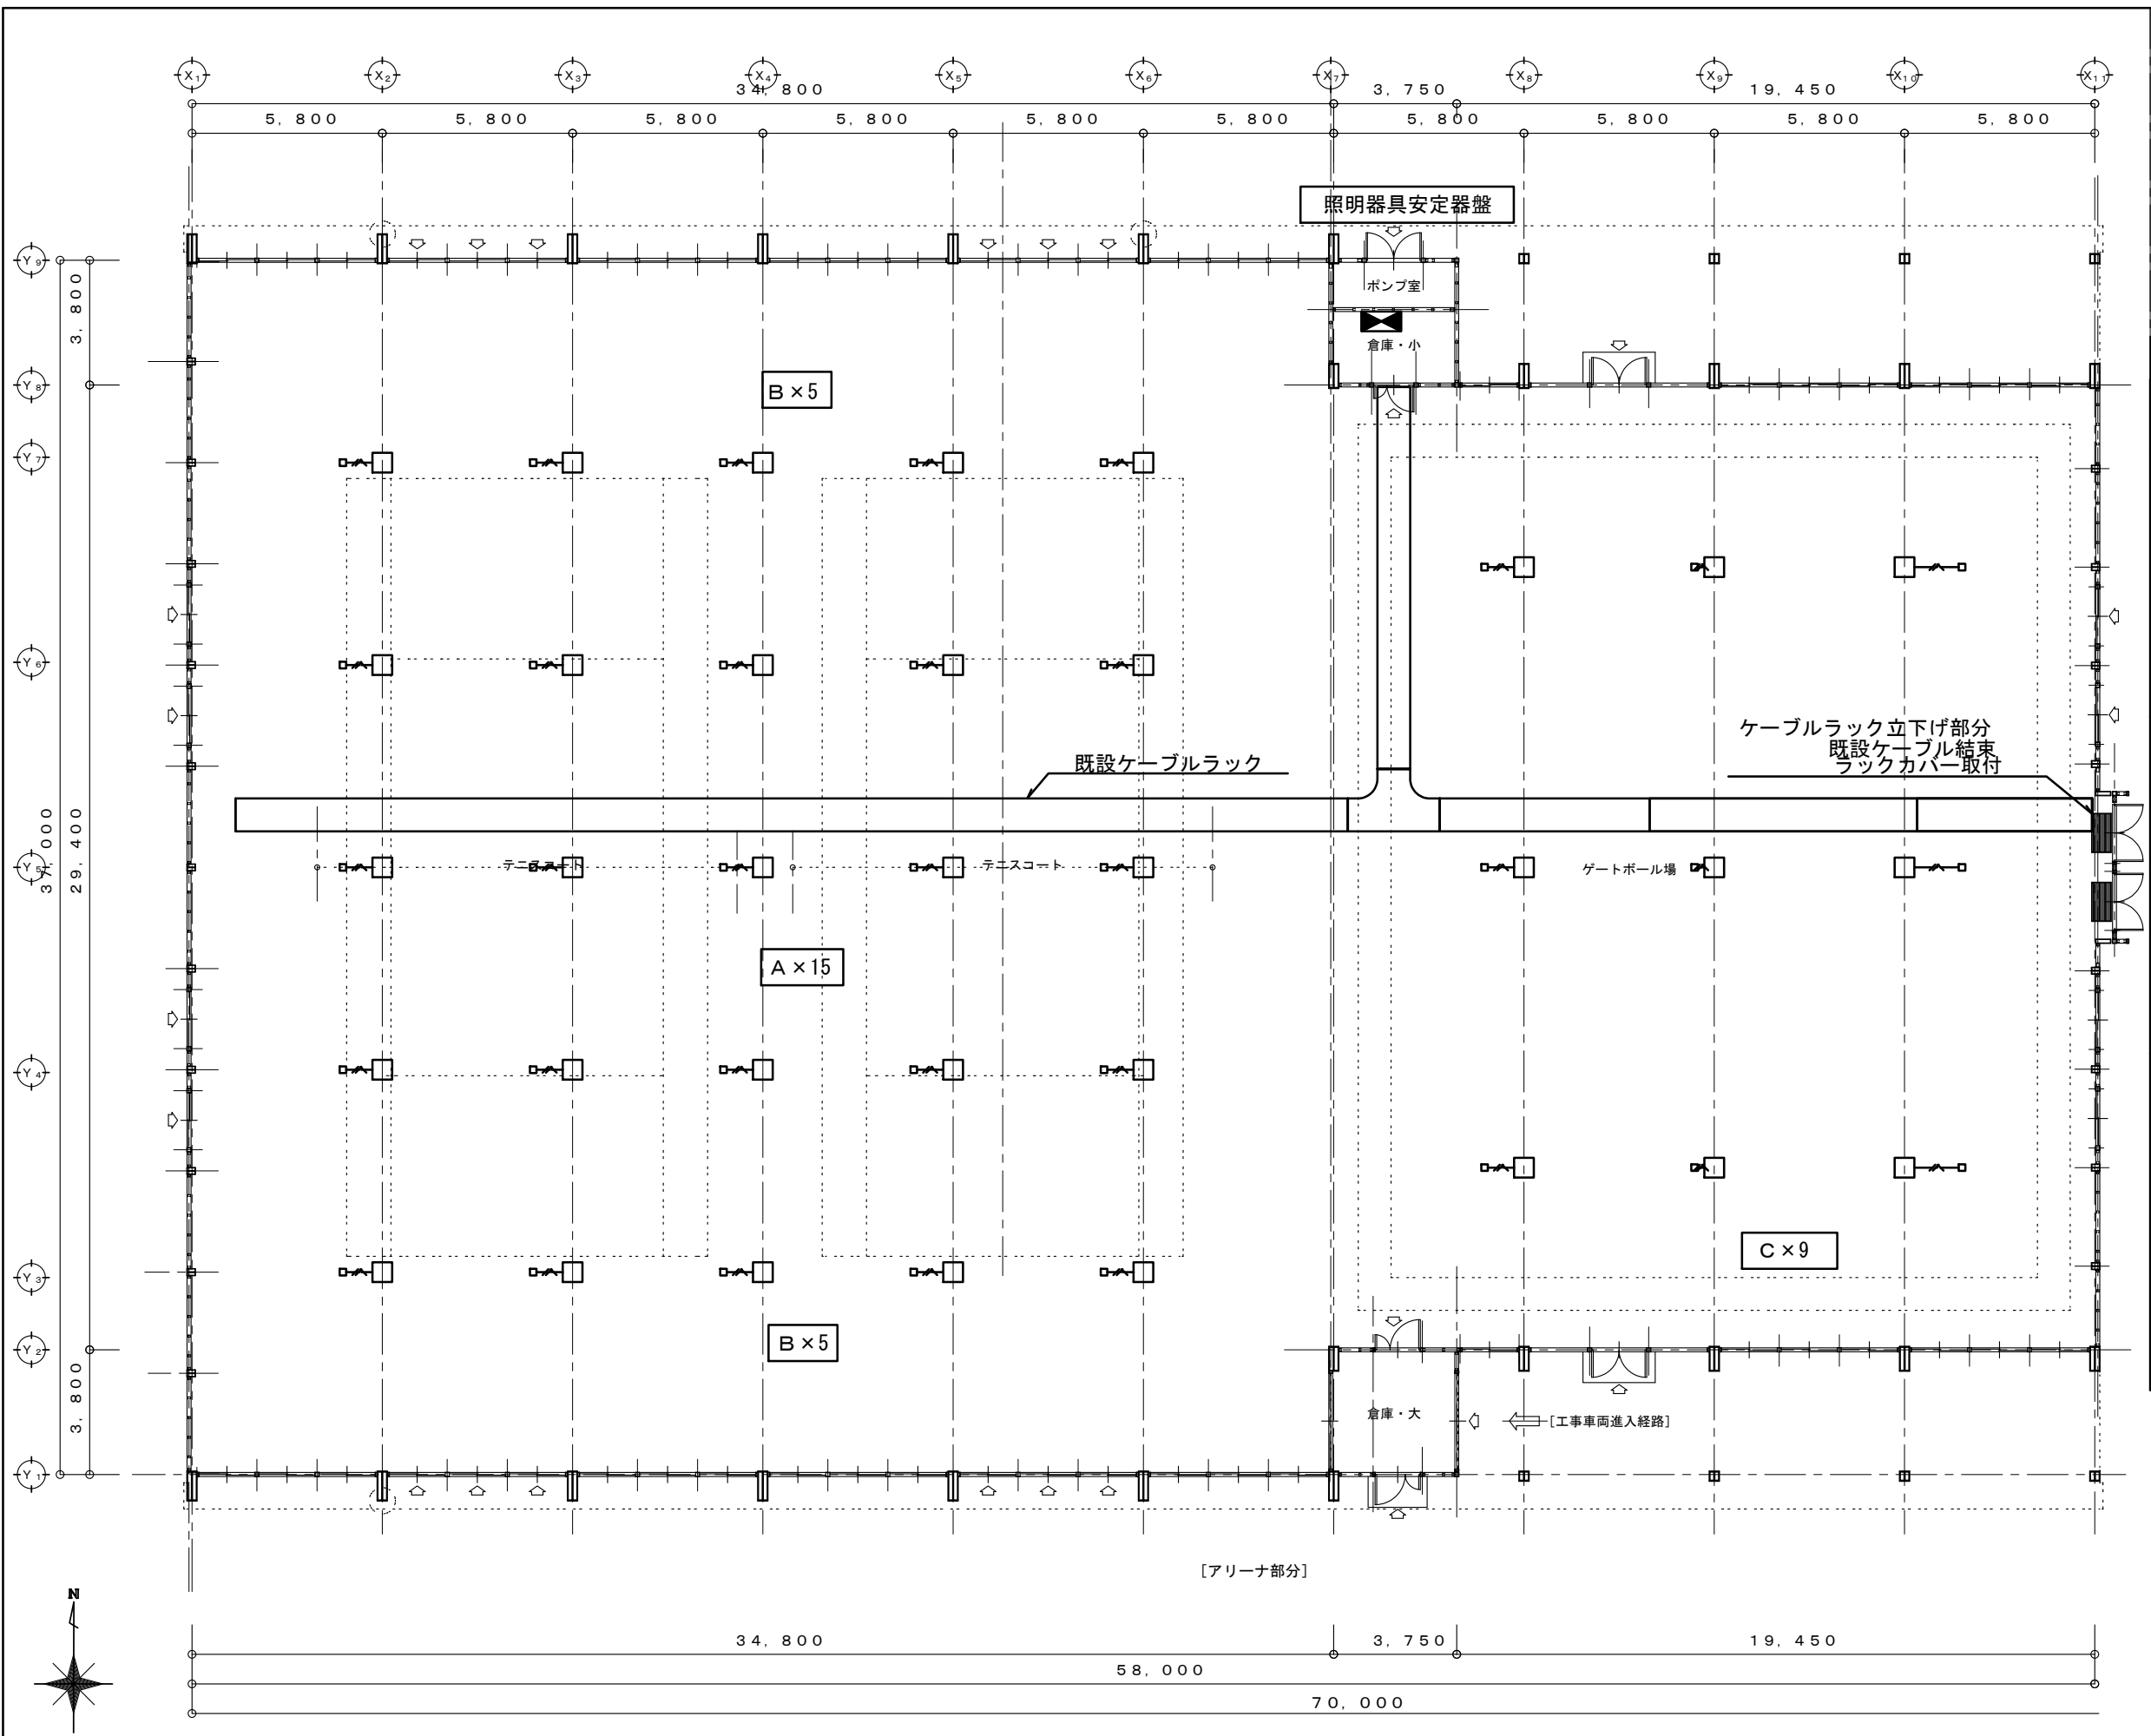 X1 X2 X3 X4 X5 X6 X7 X8 X9 X10 X11
34,800 3,750 19,450
5,800 5,800 5,800 5,800 5,800 5,800 5,800 5,800 5,800 5,800
照明器具安定器盤
Y9
ポンプ室
3,800
倉庫・小
Y8
B×5
Y7
Y6
ケーブルラック立下げ部分
既設ケーブル結束
ラックカバー取付
既設ケーブルラック
37,000
29,400
Y5
テニスコート テニスコート ゲートボール場
A×15
Y4
C×9
Y3
B×5
Y2
3,800
倉庫・大
[工事車両進入経路]
Y1
[アリーナ部分]
N
34,800 3,750 19,450
58,000
70,000